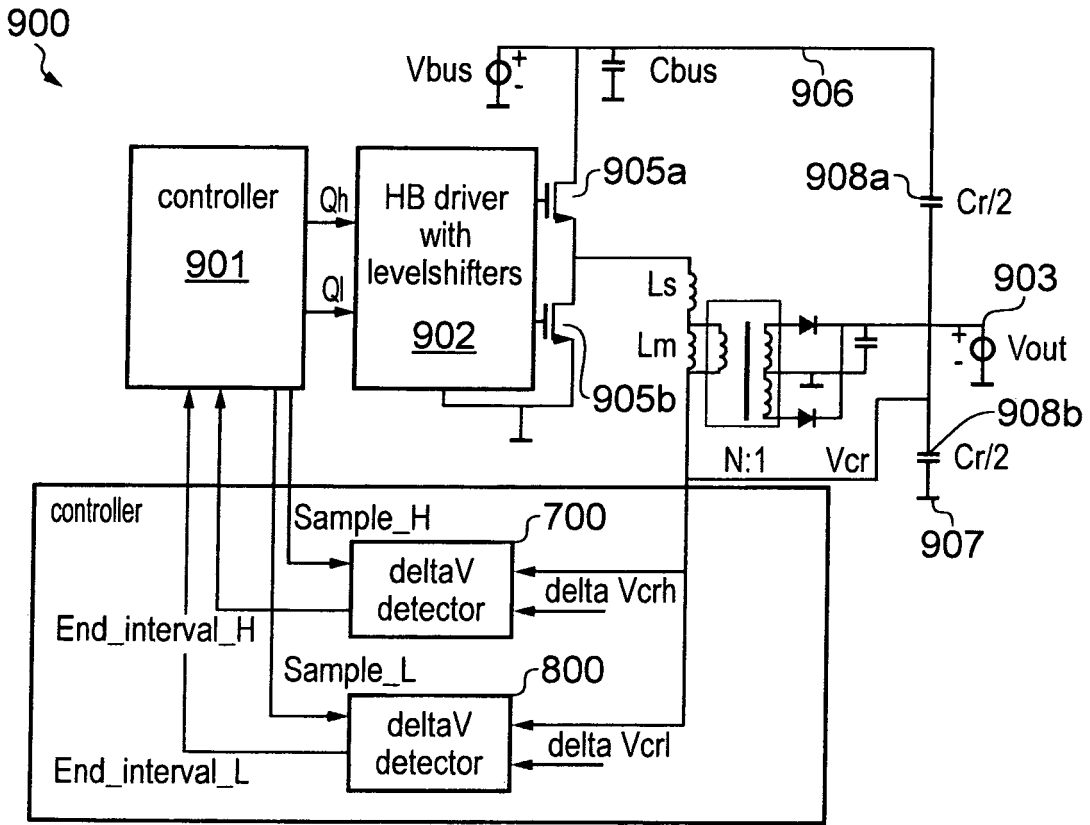 900
Vbus
+
-
Cbus
906
controller
901
Qh
Ql
HB driver
with
levelshifters
902
905a
905b
908a
Cr/2
Ls
Lm
903
+
-
Vout
908b
Cr/2
N:1
Vcr
907
controller
Sample_H
700
deltaV
detector
delta Vcrh
End_interval_H
Sample_L
800
deltaV
detector
delta Vcrl
End_interval_L